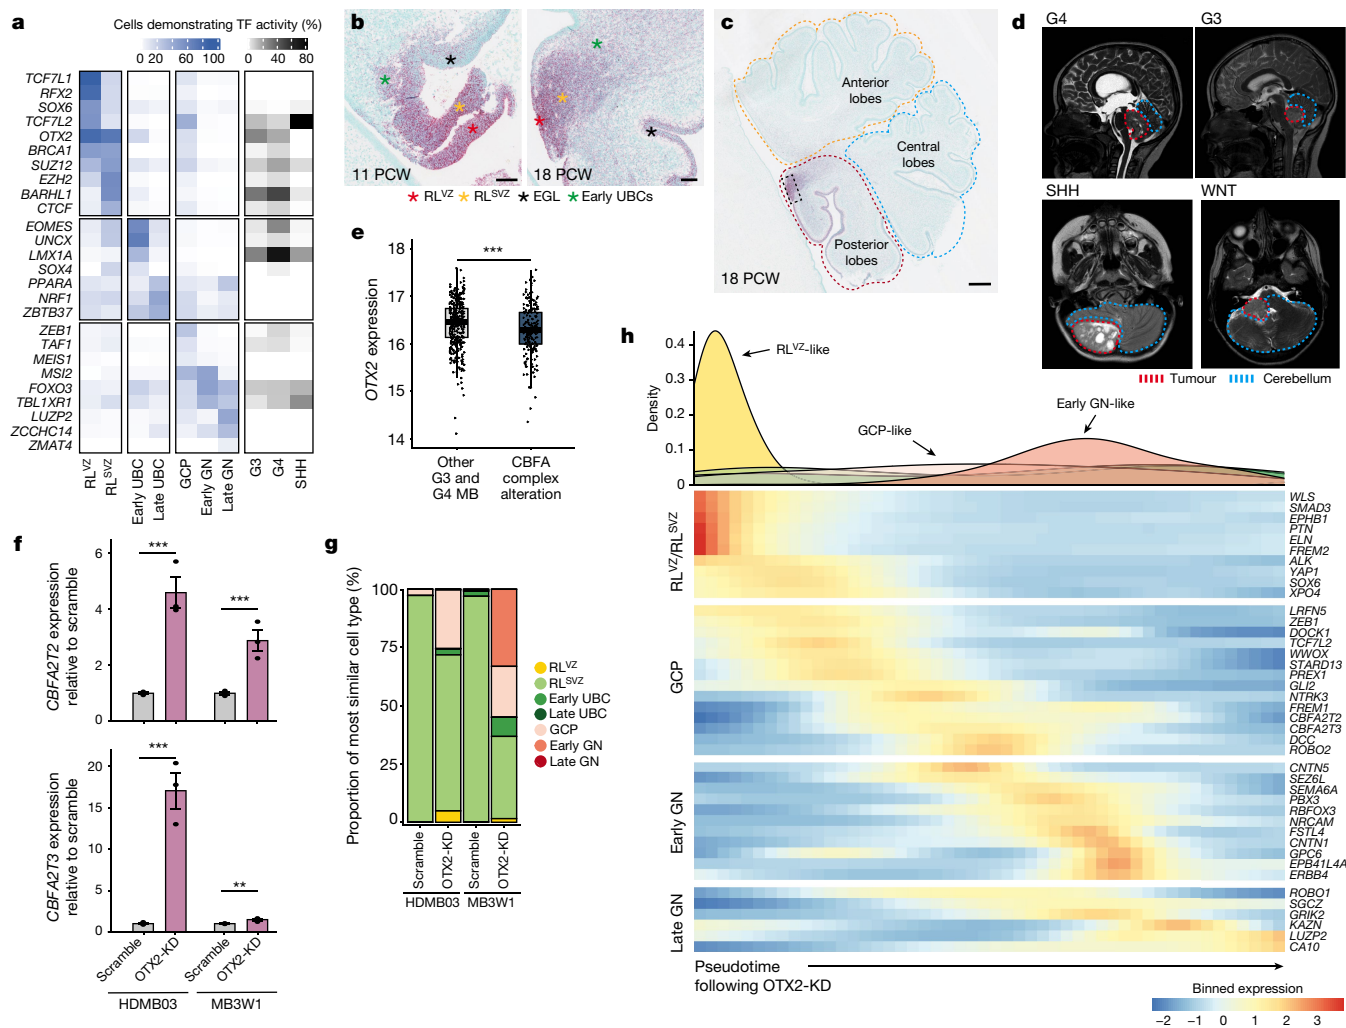 a
Cells demonstrating TF activity (%)
0 20 60 100
0 20 40 60 80
TCF7L1
RFX2
SOX6
TCF7L2
OTX2
BRCA1
SUZ12
EZH2
BARHL1
CTCF
EOMES
UNCX
LMX1A
SOX4
PPARA
NRF1
ZBTB37
ZEB1
TAF1
MEIS1
MSI2
FOXO3
TBL1XR1
LUZP2
ZCCHC14
ZMAT4
RLVZ
RLSVZ
Early UBC
Late UBC
GCP
Early GN
Late GN
G3
G4
SHH
b
11 PCW
18 PCW
* RLVZ * RLSVZ * EGL * Early UBCs
c
Anterior lobes
Central lobes
Posterior lobes
18 PCW
d
G4
G3
SHH
WNT
Tumour
Cerebellum
e
OTX2 expression
18
17
16
15
14
***
Other G3 and G4 MB
CBFA complex alteration
f
CBFA2T2 expression relative to scramble
6
4
2
0
***
***
CBFA2T3 expression relative to scramble
20
15
10
5
0
***
**
Scramble
OTX2-KD
Scramble
OTX2-KD
HDMB03
MB3W1
g
Proportion of most similar cell type (%)
100
75
50
25
0
Scramble
OTX2-KD
Scramble
OTX2-KD
HDMB03
MB3W1
RLVZ
RLSVZ
Early UBC
Late UBC
GCP
Early GN
Late GN
h
Density
0.4
0.3
0.2
0.1
0
RLVZ-like
GCP-like
Early GN-like
RLVZ/RLSVZ
WLS
SMAD3
EPHB1
PTN
ELN
FREM2
ALK
YAP1
SOX6
XPO4
GCP
LRFN5
ZEB1
DOCK1
TCF7L2
WWOX
STARD13
PREX1
GLI2
NTRK3
FREM1
CBFA2T2
CBFA2T3
DCC
ROBO2
Early GN
CNTN5
SEZ6L
SEMA6A
PBX3
RBFOX3
NRCAM
FSTL4
CNTN1
GPC6
EPB41L4A
ERBB4
Late GN
ROBO1
SGCZ
GRIK2
KAZN
LUZP2
CA10
Pseudotime
following OTX2-KD
Binned expression
−2 −1 0 1 2 3